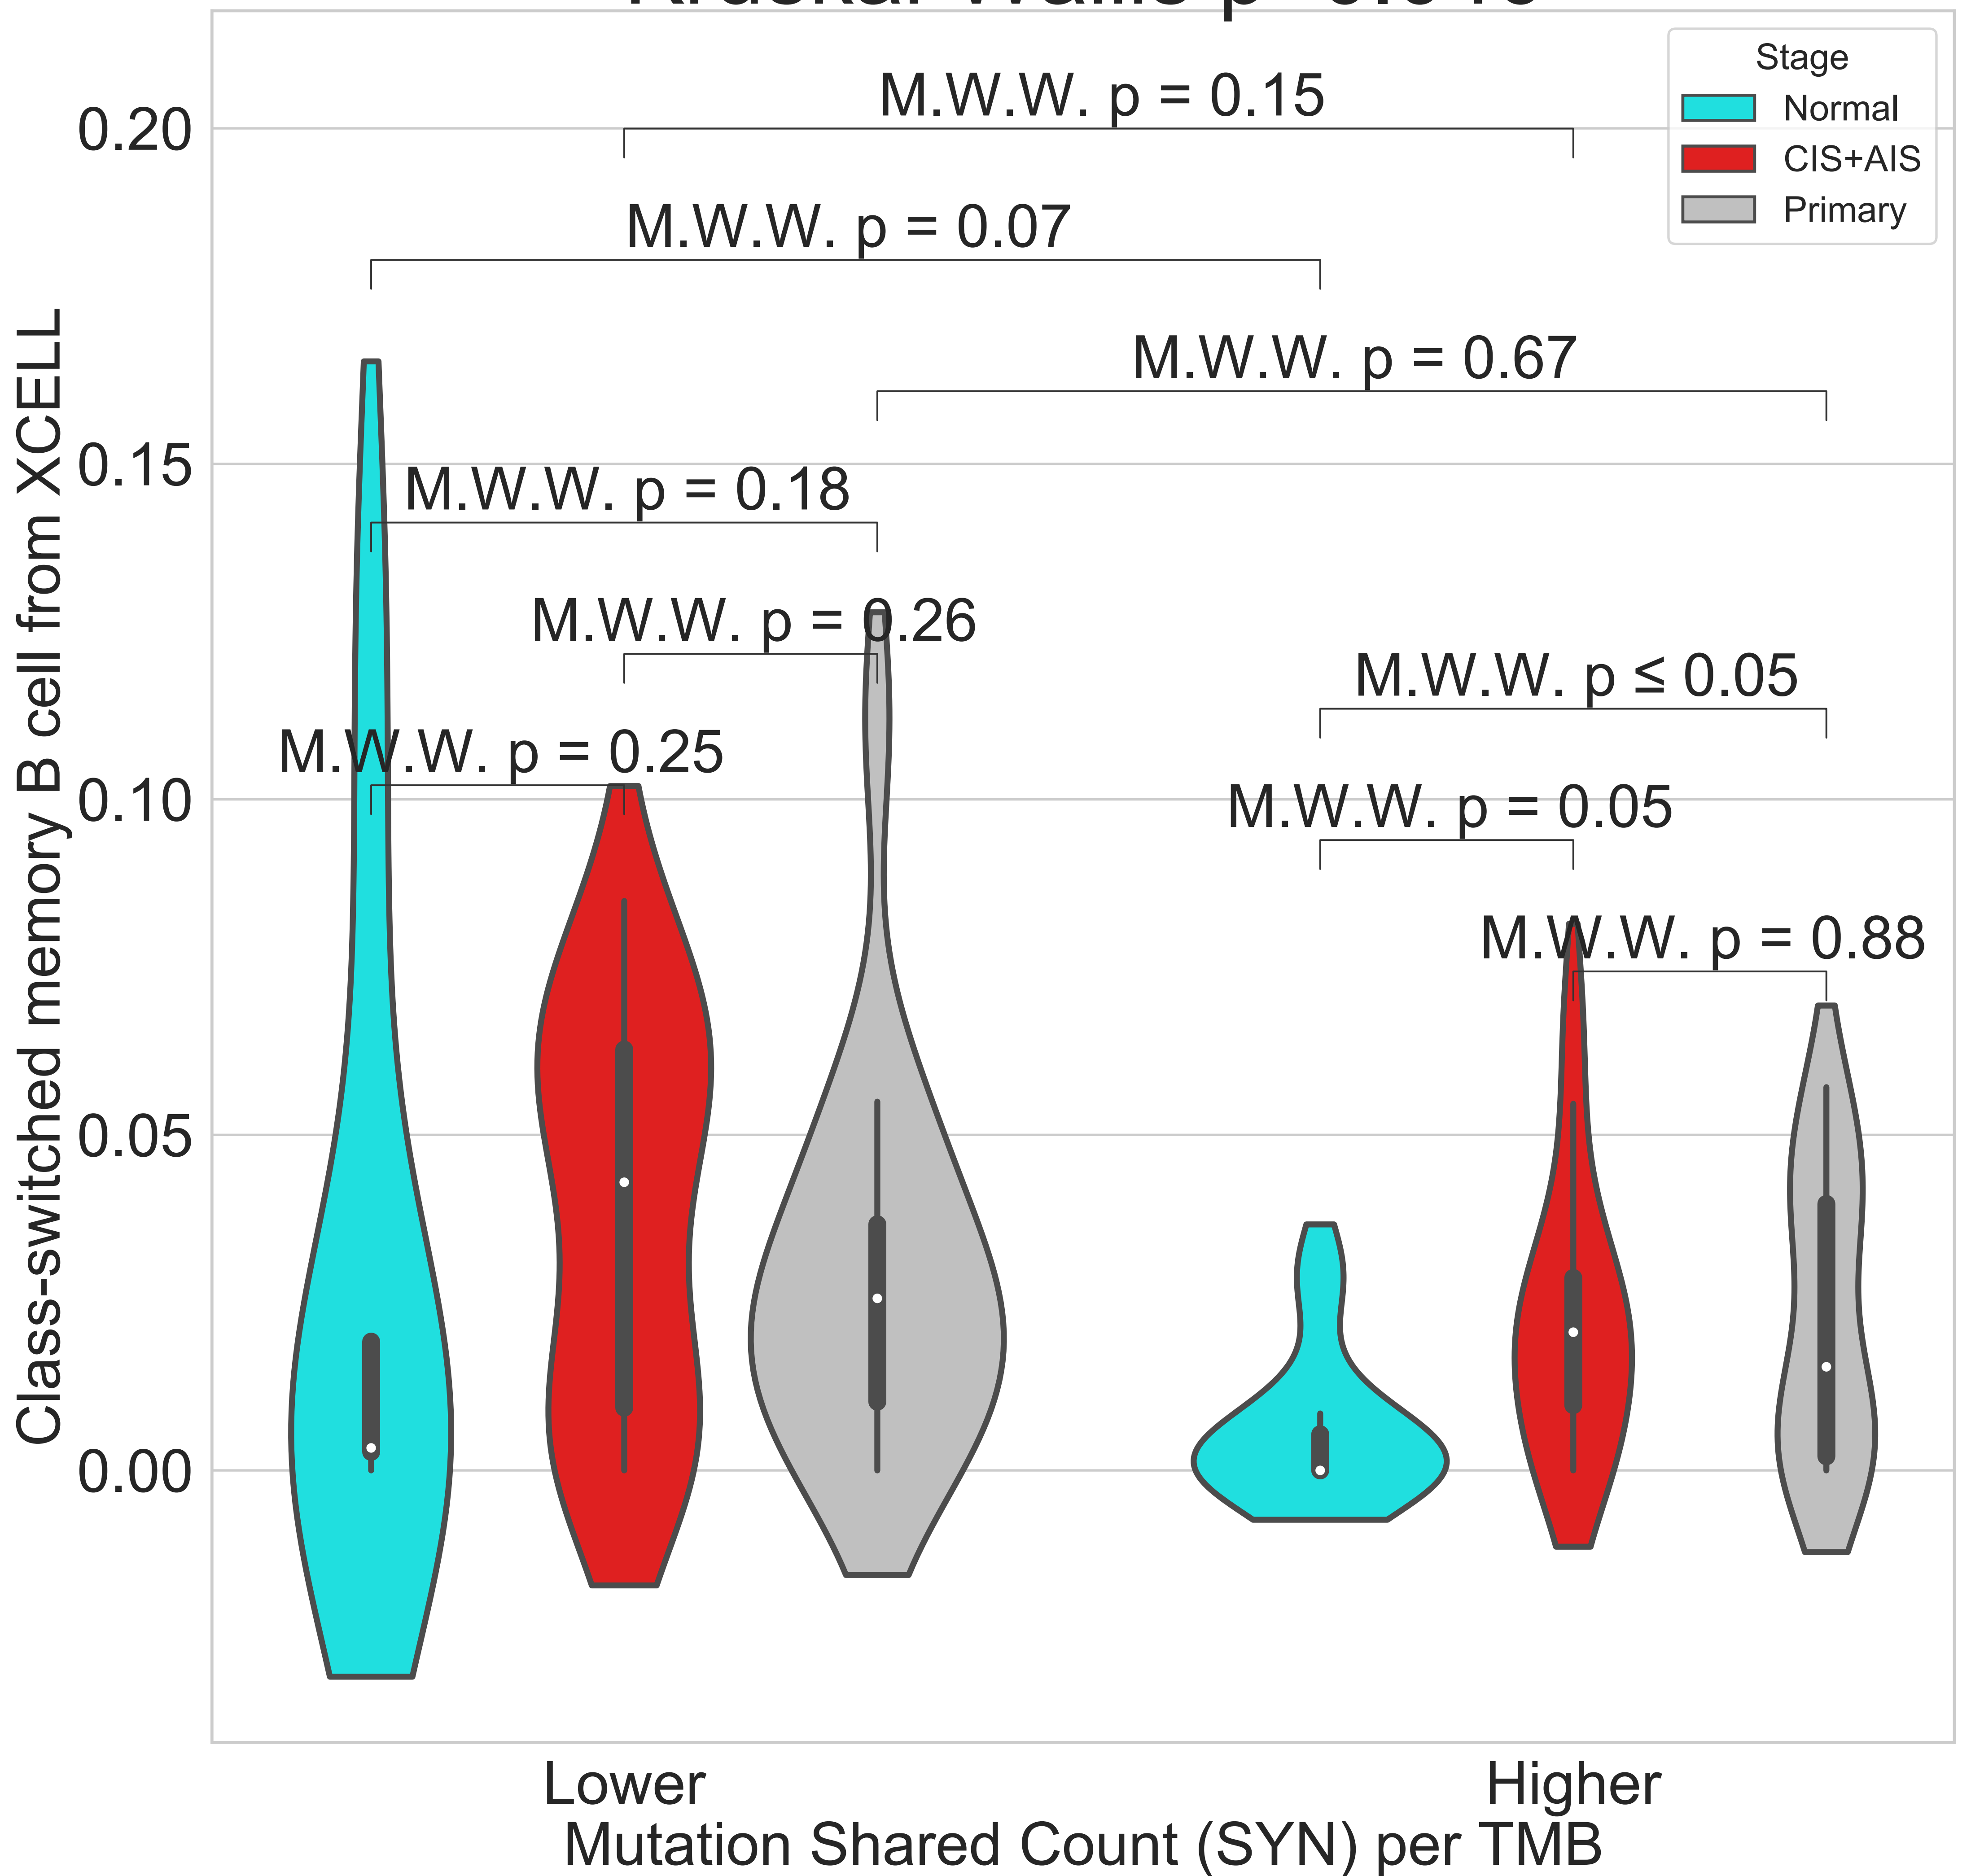 Stage
Normal
CIS+AIS
Primary
M.W.W. p = 0.15
M.W.W. p = 0.07
M.W.W. p = 0.67
M.W.W. p = 0.18
M.W.W. p = 0.26
M.W.W. p ≤ 0.05
M.W.W. p = 0.25
M.W.W. p = 0.05
M.W.W. p = 0.88
0.20
0.15
0.10
0.05
0.00
Class-switched memory B cell from XCELL
Lower
Higher
Mutation Shared Count (SYN) per TMB